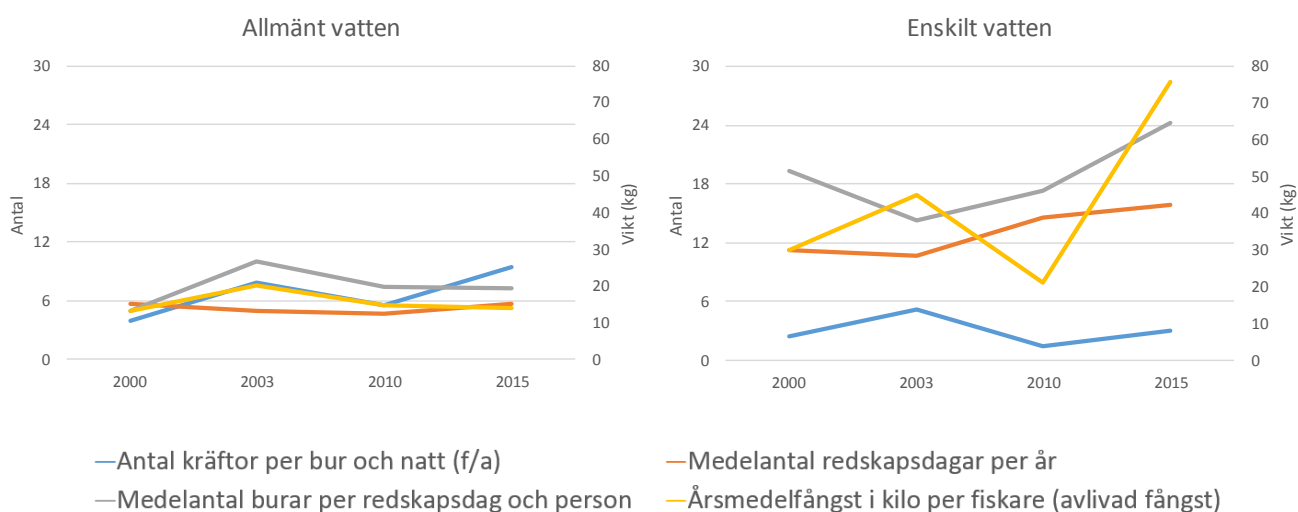 Allmänt vatten
30
24
18
12
6
0
Antal
80
70
60
50
40
30
20
10
0
Vikt (kg)
2000 2003 2010 2015
Enskilt vatten
30
24
18
12
6
0
Antal
80
70
60
50
40
30
20
10
0
Vikt (kg)
2000 2003 2010 2015
Antal kräftor per bur och natt (f/a)
Medelantal redskapsdagar per år
Medelantal burar per redskapsdag och person
Årsmedelfångst i kilo per fiskare (avlivad fångst)